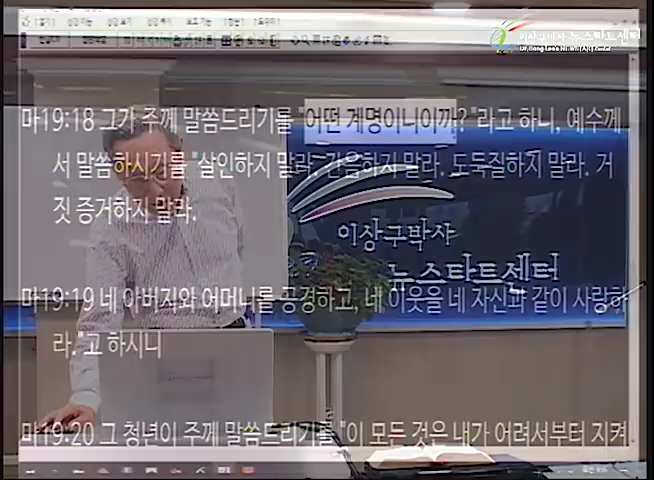 이상구박사 뉴스타트센터
마19:18 그가 주께 말씀드리기를 "어떤 계명이니이까?"라고 하니, 예수께
서 말씀하시기를 "살인하지 말라. 간음하지 말라. 도둑질하지 말라. 거
짓 증거하지 말라.
이상구박사
뉴스타트센터
마19:19 네 아버지와 어머니를 공경하고, 네 이웃을 네 자신과 같이 사랑하
라."고 하시니
마19:20 그 청년이 주께 말씀드리기를 "이 모든 것은 내가 어려서부터 지켜